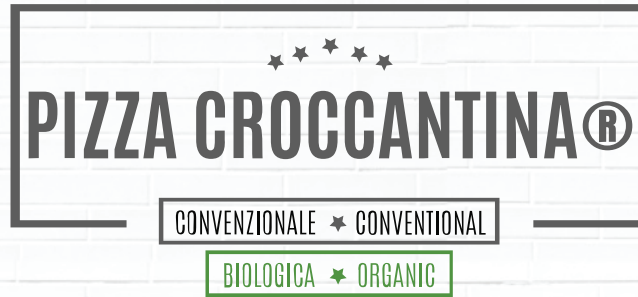 PIZZA CROCCANTINA®
CONVENZIONALE ★ CONVENTIONAL
BIOLOGICA ★ ORGANIC